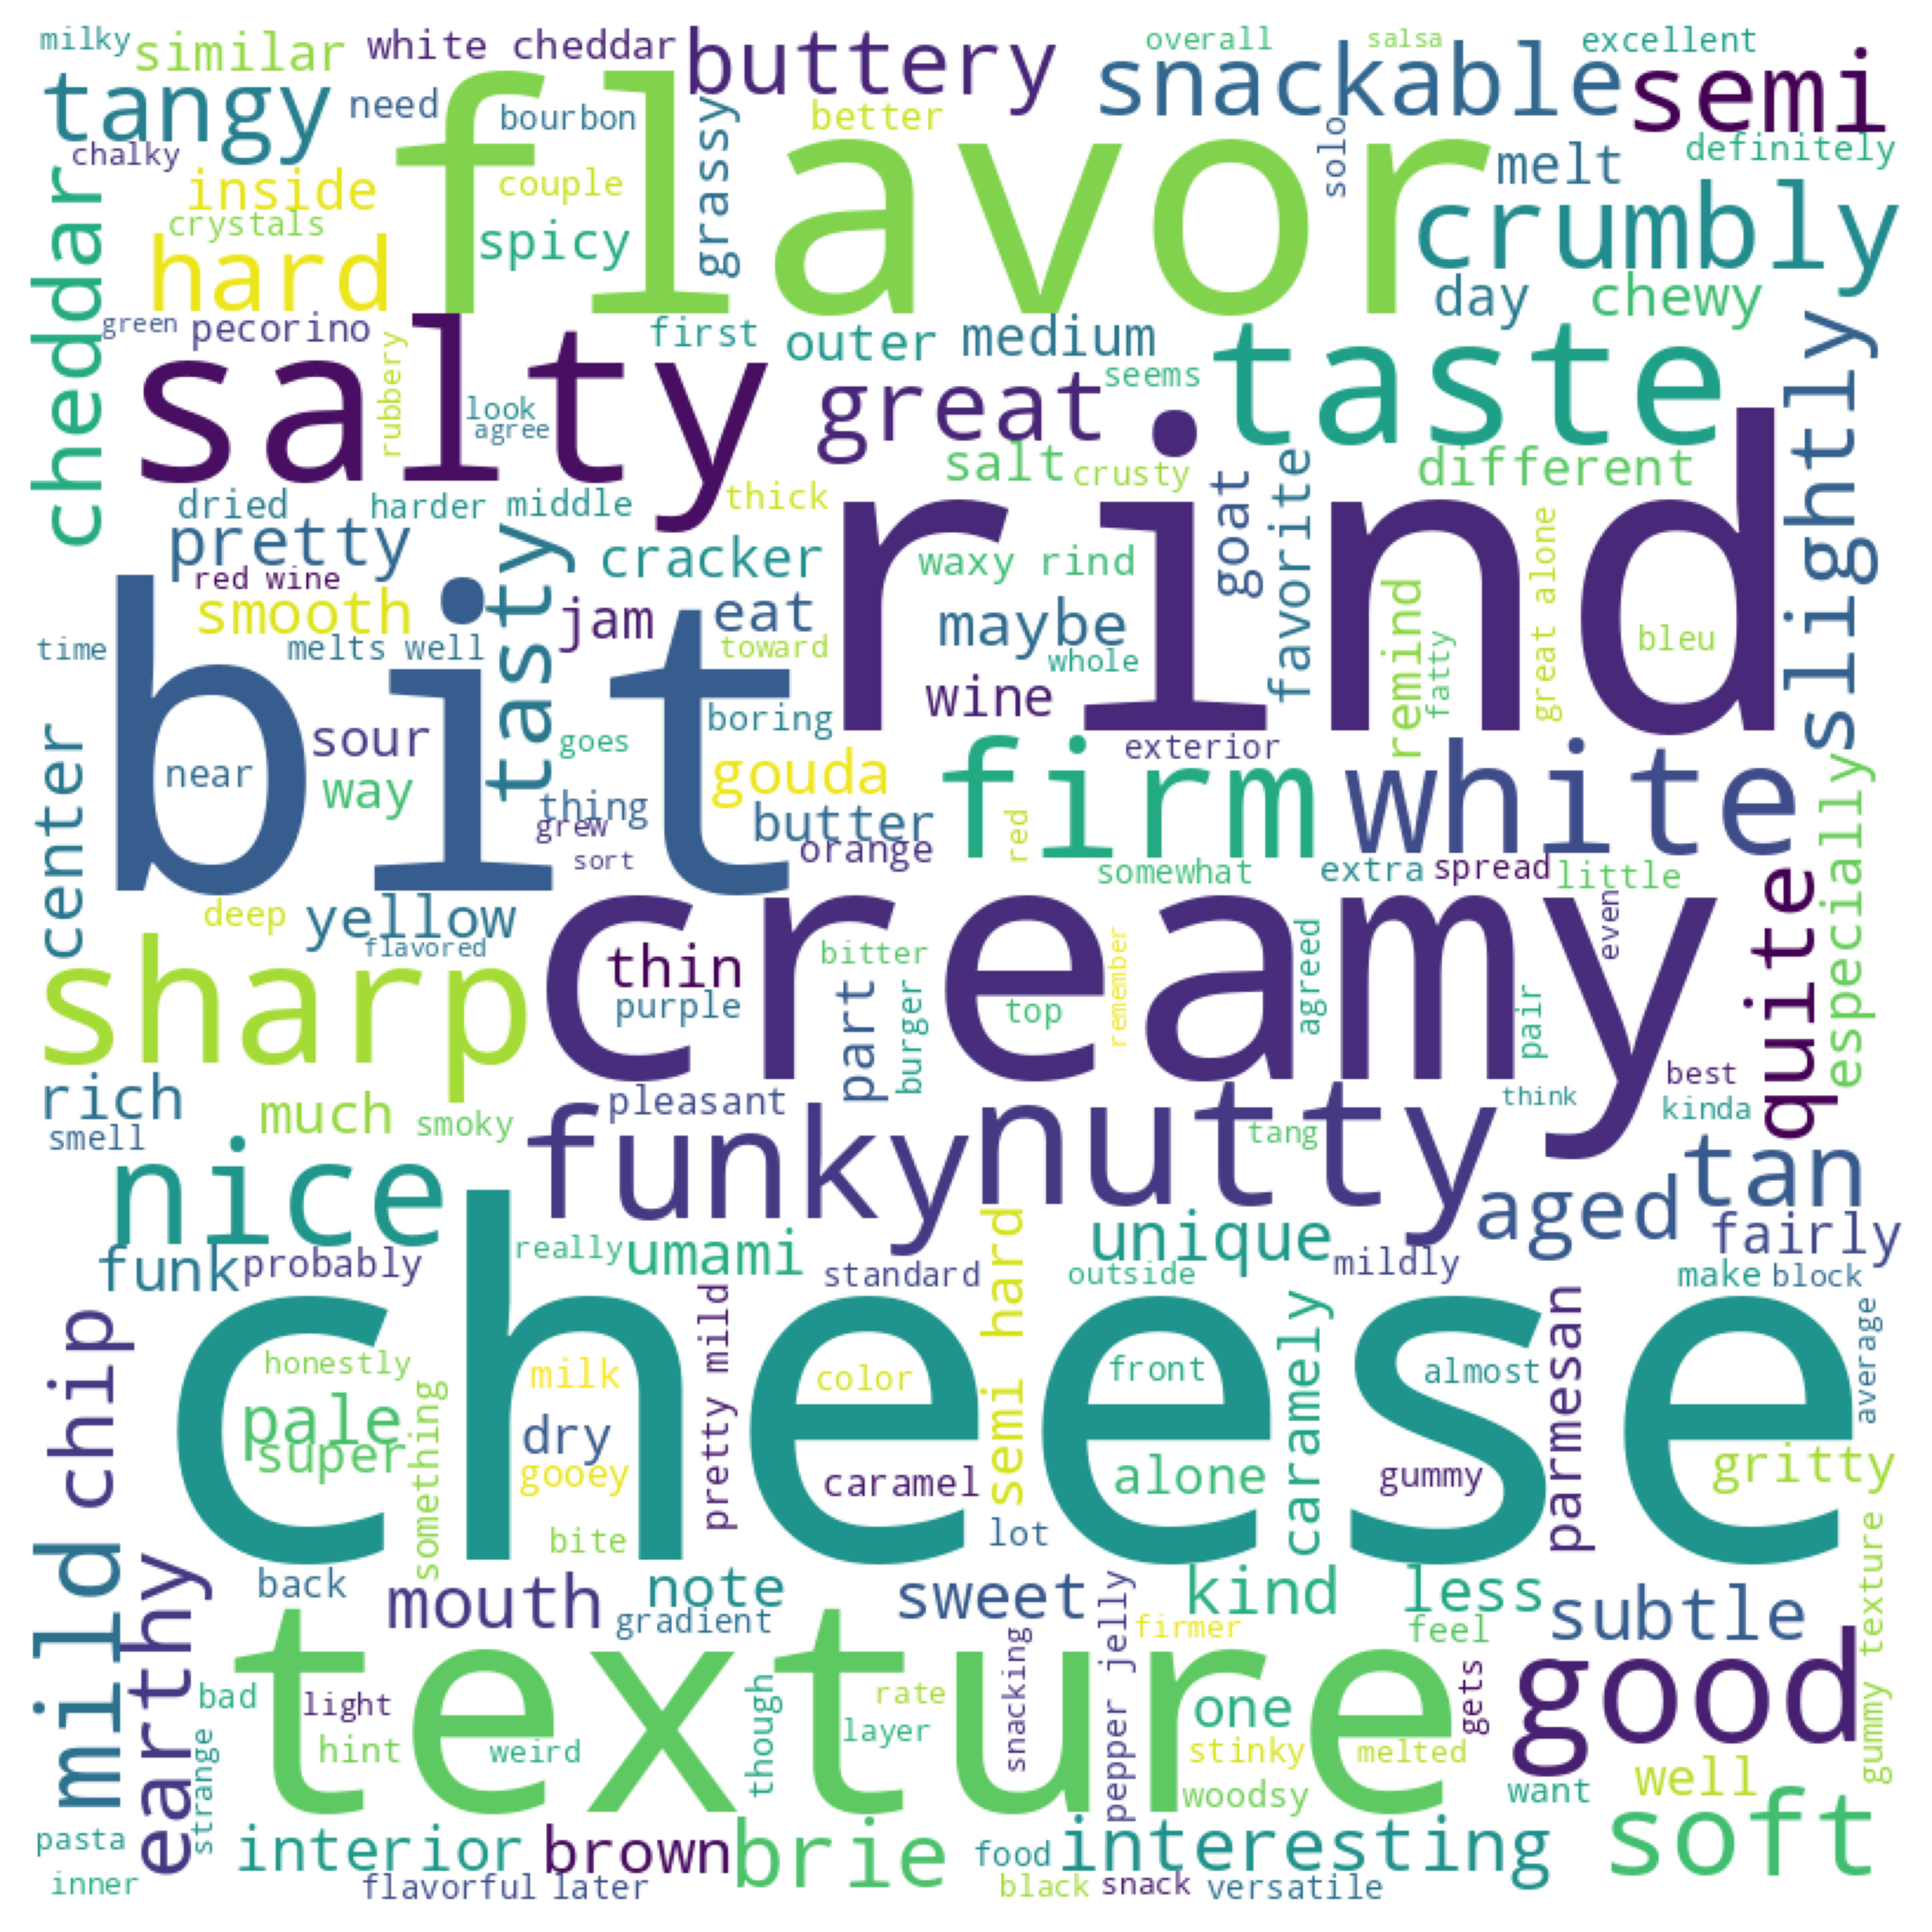 milky
similar
white cheddar
buttery
overall
salsa
excellent
tangy
need
bourbon
better
snackable
semi
chalky
flavor
grassy
solo
melt
definitely
cheddar
inside
couple
crystals
spicy
hard
crumbly
day
chewy
green
pecorino
salty
first
outer
medium
seems
taste
slightly
rubbery
look
agree
great
rind
salt
crusty
goat
favorite
different
dried
harder
middle
thick
pretty
tasty
cracker
waxy rind
great alone
red wine
smooth
jam
eat
maybe
remind
bleu
time
melts well
bit
toward
whole
fatty
wine
center
sour
boring
goes
exterior
near
way
thing
gouda
firm
white
grew
butter
orange
red
sort
somewhat
extra
spread
little
especially
deep
yellow
flavored
creamy
even
quite
sharp
thin
bitter
remember
agreed
purple
part
burger
top
pair
best
rich
much
smoky
pleasant
think
kinda
smell
funky
nutty
tang
nice
tan
aged
funk
probably
really
umami
semi hard
unique
mildly
fairly
standard
outside
make
block
cheese
chip
honestly
milk
pretty mild
color
front
caramely
almost
parmesan
average
pale
super
something
dry
gooey
caramel
alone
gummy
gritty
mild
bite
lot
earthy
back
mouth
note
sweet
kind
less
subtle
gummy texture
gradient
pepper jelly
firmer
feel
texture
snacking
good
bad
light
though
rate
one
gets
strange
hint
weird
layer
stinky
melted
well
woodsy
want
soft
pasta
interior
brown
brie
food
interesting
inner
flavorful
later
black
snack
versatile